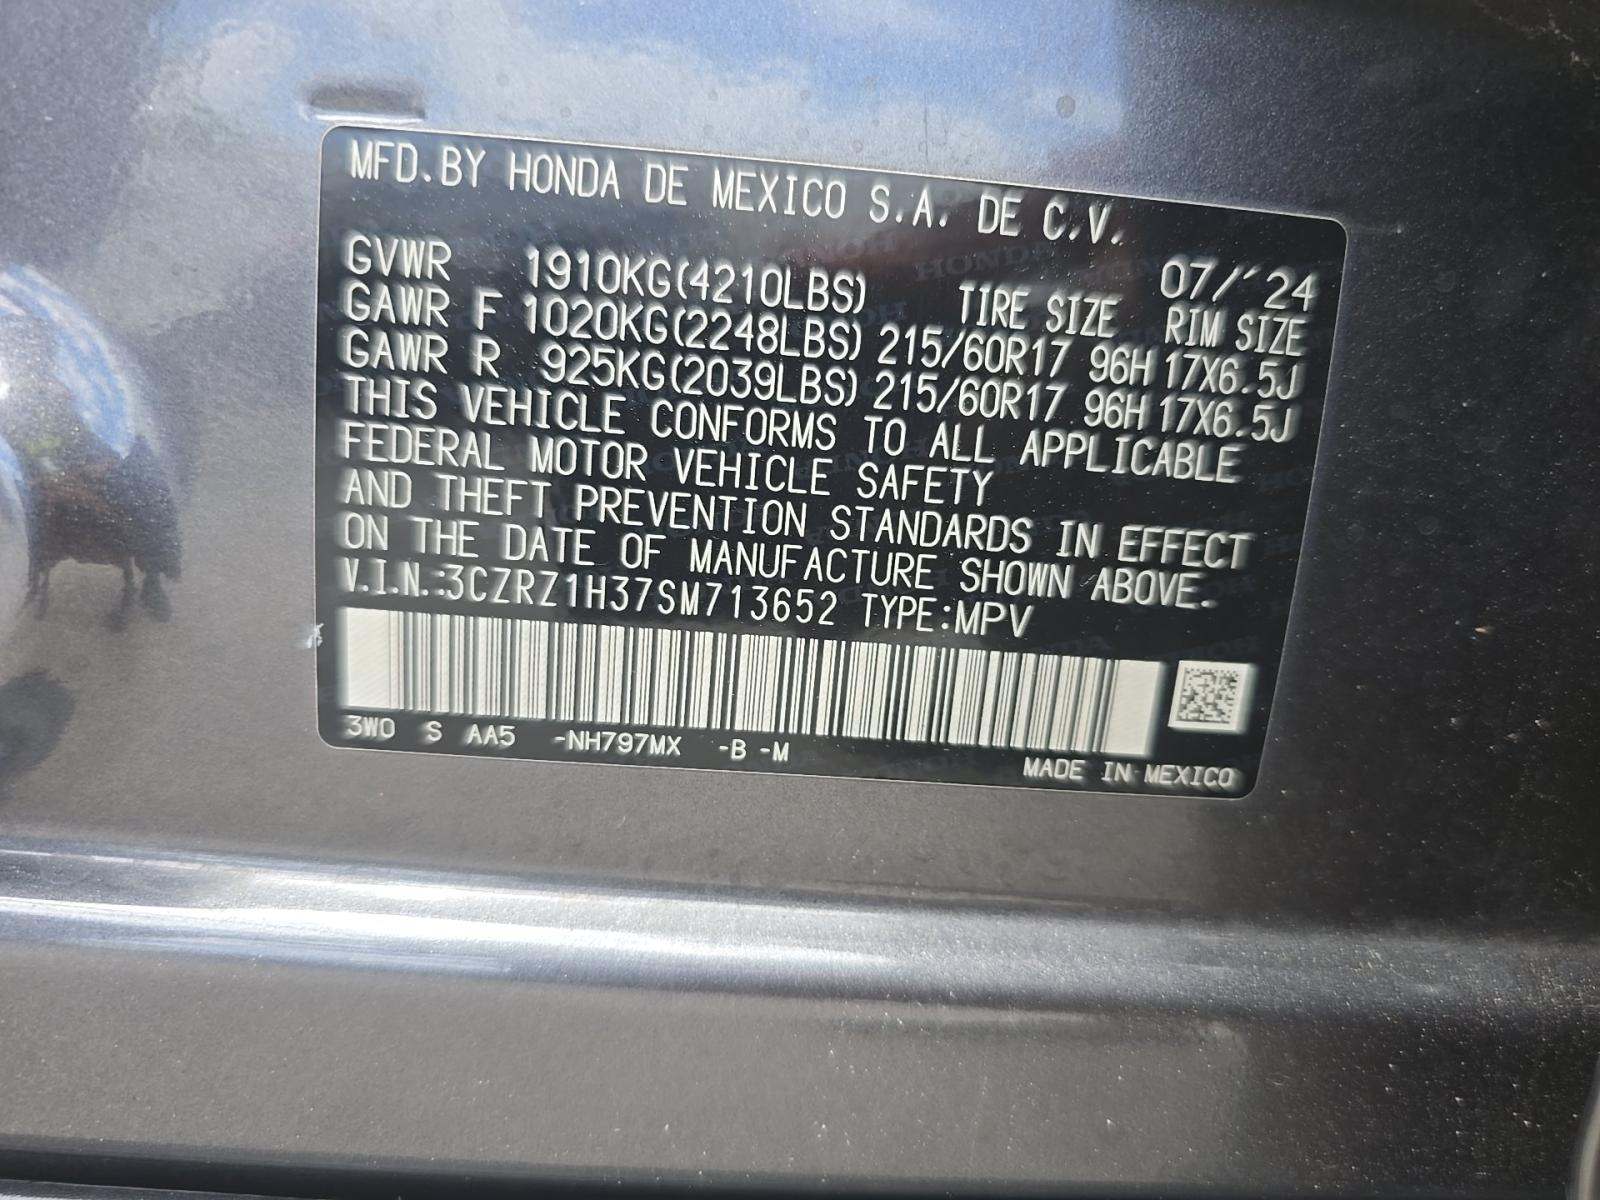 MFD.BY HONDA DE MEXICO S.A. DE C.V.
07/'24
GVWR 1910KG(4210LBS) TIRE SIZE RIM SIZE
GAWR F 1020KG(2248LBS) 215/60R17 96H 17X6.5J
GAWR R 925KG(2039LBS) 215/60R17 96H 17X6.5J
THIS VEHICLE CONFORMS TO ALL APPLICABLE
FEDERAL MOTOR VEHICLE SAFETY
AND THEFT PREVENTION STANDARDS IN EFFECT
ON THE DATE OF MANUFACTURE SHOWN ABOVE.
V.I.N.:3CZRZ1H37SM713652 TYPE:MPV
3W0 S AA5 -NH797MX -B -M
MADE IN MEXICO